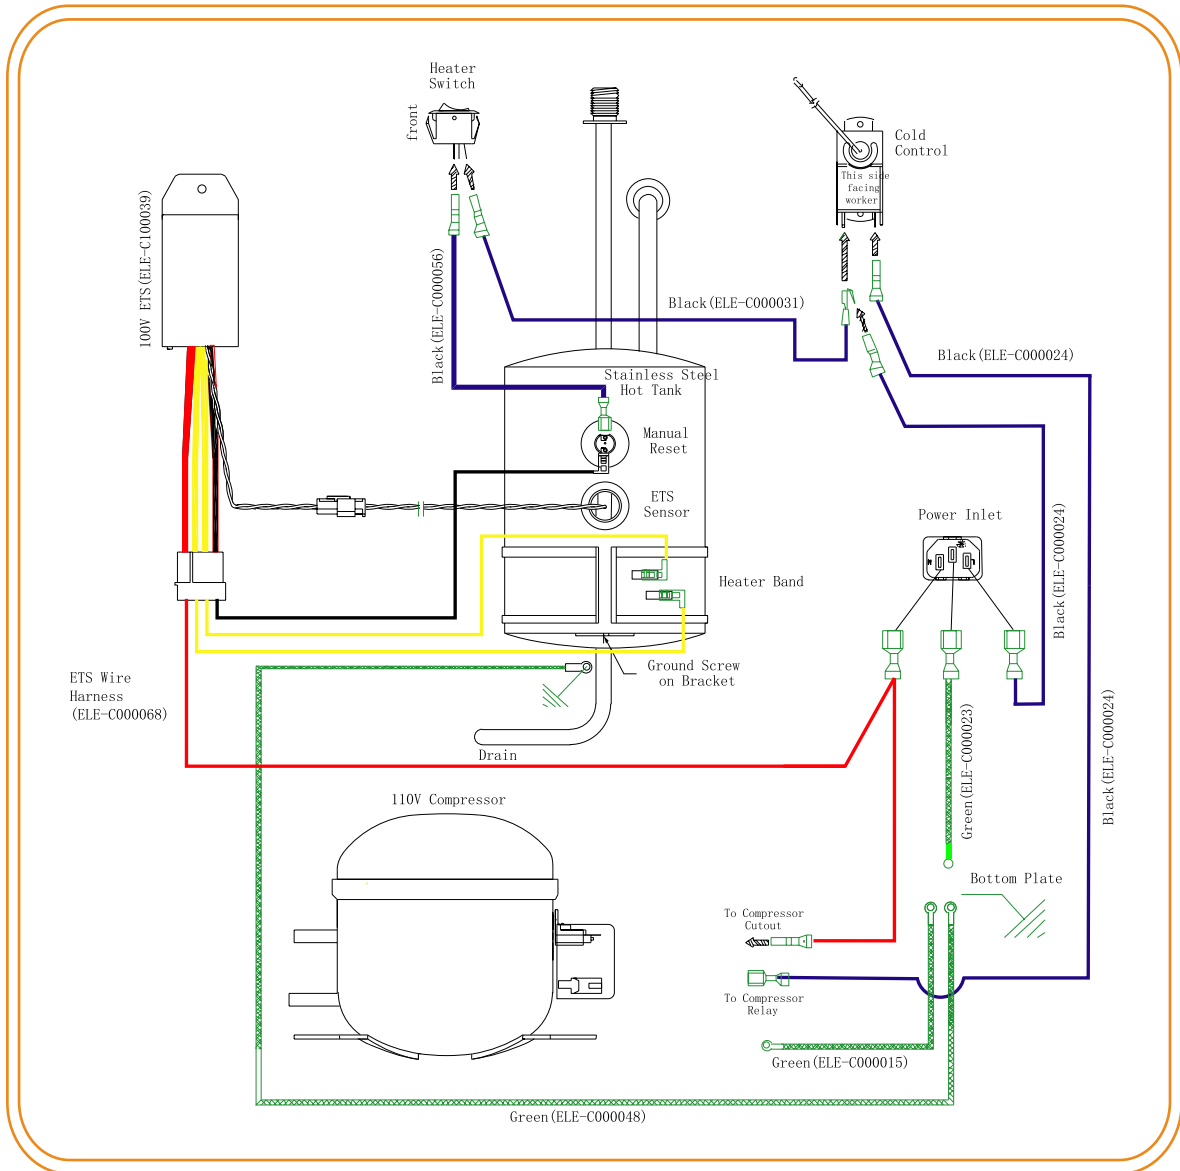 Heater
Switch
front
Cold
Control
This side
facing
worker
100V ETS(ELE-C100039)
Black(ELE-C000056)
Black(ELE-C000031)
Black(ELE-C000024)
Stainless Steel
Hot Tank
Manual
Reset
ETS
Sensor
Power Inlet
Black(ELE-C000024)
Heater Band
Ground Screw
on Bracket
ETS Wire
Harness
(ELE-C000068)
Drain
Green(ELE-C000023)
Black(ELE-C000024)
110V Compressor
Bottom Plate
To Compressor
Cutout
To Compressor
Relay
Green(ELE-C000015)
Green(ELE-C000048)